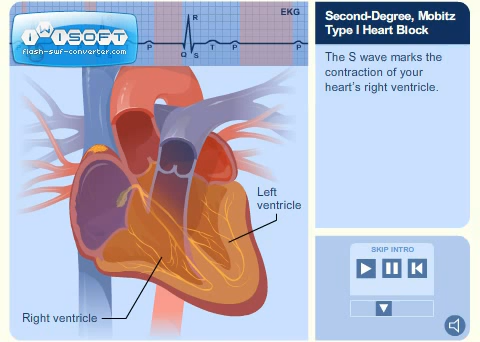 iWiSOFT
flash-swf-converter.com
EKG
R
P
Q
S
T
P
P
Left
ventricle
Right ventricle
Second-Degree, Mobitz
Type I Heart Block
The S wave marks the
contraction of your
heart's right ventricle.
SKIP INTRO